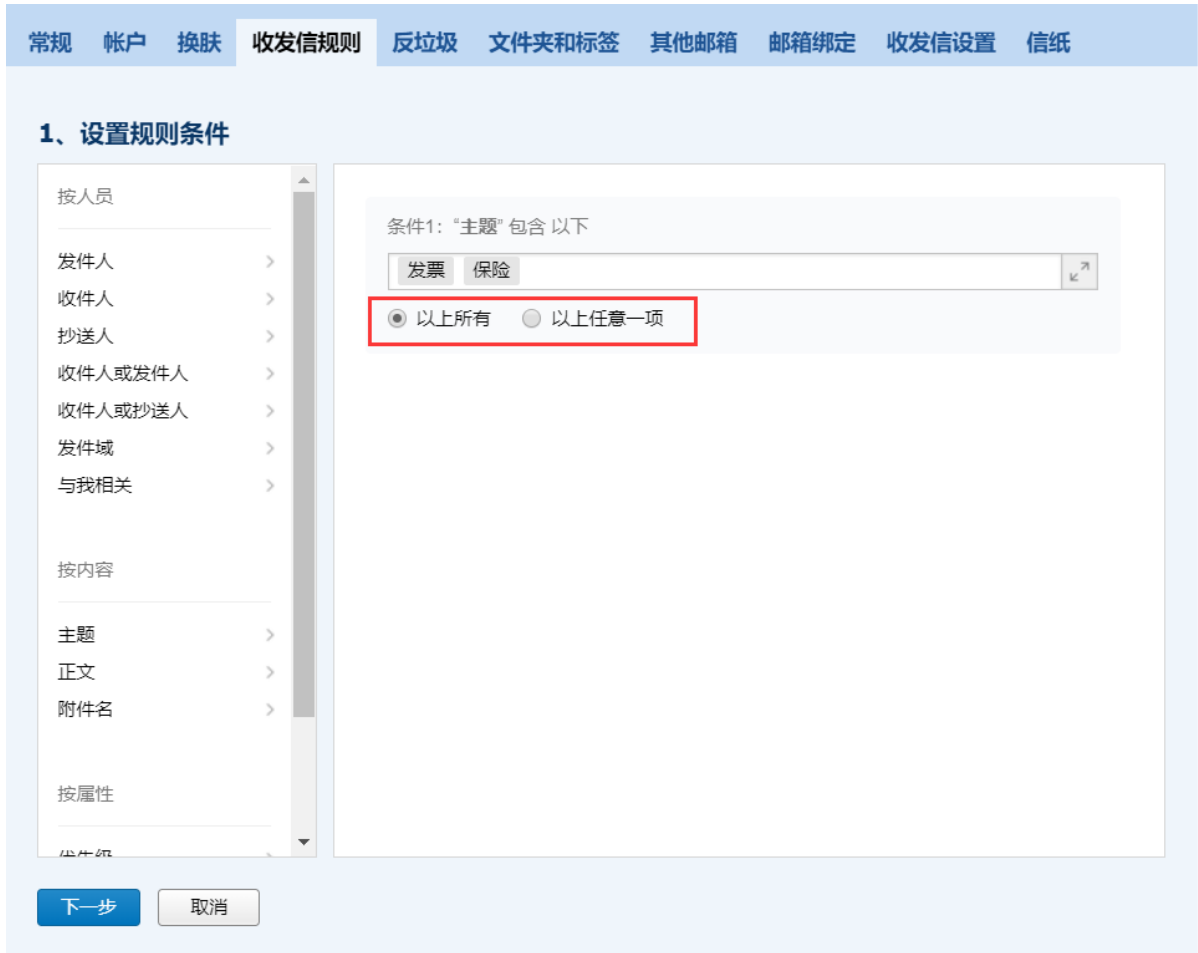 常规 帐户 换肤 收发信规则 反垃圾 文件夹和标签 其他邮箱 邮箱绑定 收发信设置 信纸
1、设置规则条件
按人员
发件人
收件人
抄送人
收件人或发件人
收件人或抄送人
发件域
与我相关
按内容
主题
正文
附件名
按属性
优先级
条件1：“主题” 包含 以下
发票 保险
以上所有 以上任意一项
下一步 取消